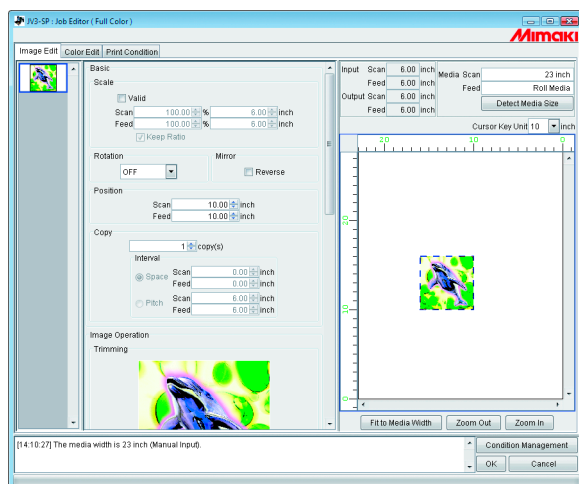 JV3-SP : Job Editor ( Full Color )
Mimaki
Image Edit Color Edit Print Condition
Basic
Scale
Valid
Scan 100.00 % 6.00 inch
Feed 100.00 % 6.00 inch
Keep Ratio
Rotation Mirror
OFF Reverse
Position
Scan 10.00 inch
Feed 10.00 inch
Copy
1 copy(s)
Interval
Space Scan 0.00 inch
Feed 0.00 inch
Pitch Scan 6.00 inch
Feed 6.00 inch
Image Operation
Trimming
Input Scan 6.00 inch
Feed 6.00 inch
Output Scan 6.00 inch
Feed 6.00 inch
Media Scan 23 inch
Feed Roll Media
Detect Media Size
Cursor Key Unit 10 inch
20 10 0
20
10
0
Fit to Media Width Zoom Out Zoom In
[14:10:27] The media width is 23 inch (Manual Input).
Condition Management
OK Cancel